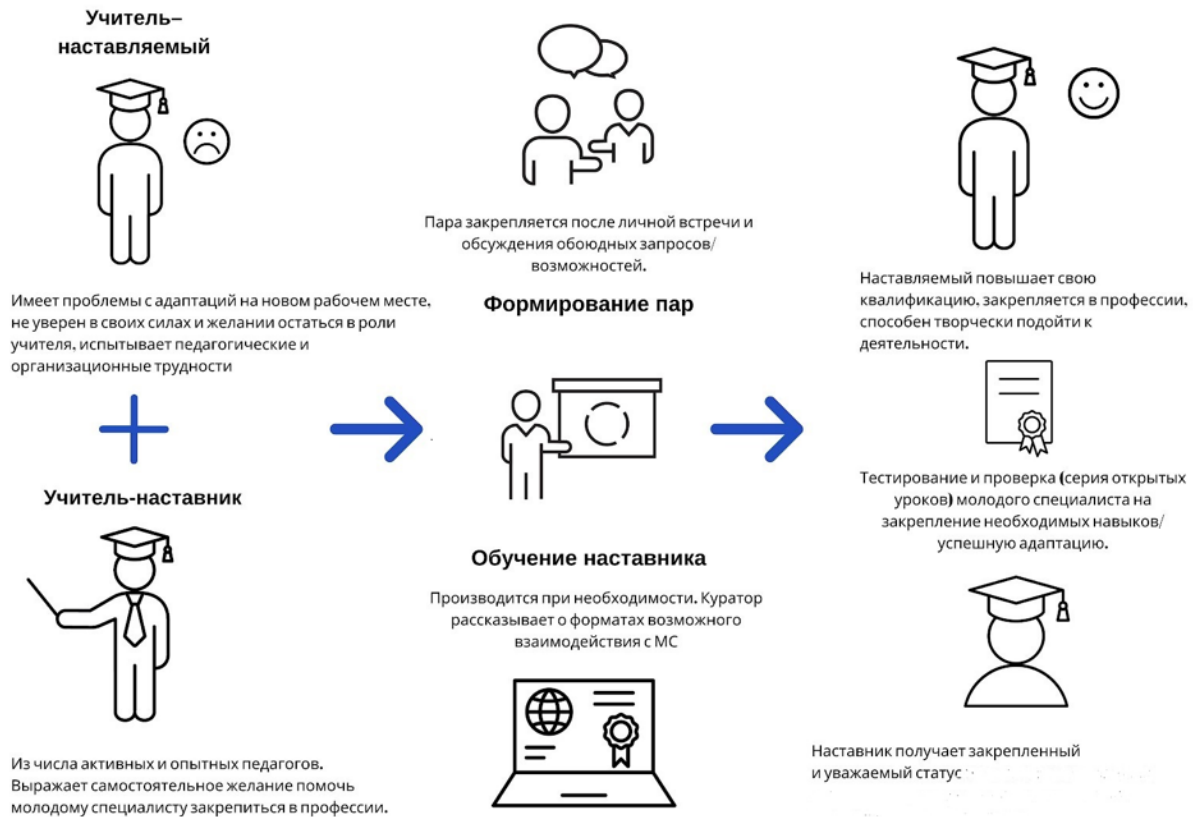 Учитель–
наставляемый
Имеет проблемы с адаптаций на новом рабочем месте,
не уверен в своих силах и желании остаться в роли
учителя, испытывает педагогические и
организационные трудности
Учитель-наставник
Из числа активных и опытных педагогов.
Выражает самостоятельное желание помочь
молодому специалисту закрепиться в профессии.
Пара закрепляется после личной встречи и
обсуждения обоюдных запросов/
возможностей.
Формирование пар
Обучение наставника
Производится при необходимости. Куратор
рассказывает о форматах возможного
взаимодействия с МС
Наставляемый повышает свою
квалификацию, закрепляется в профессии,
способен творчески подойти к
деятельности.
Тестирование и проверка (серия открытых
уроков) молодого специалиста на
закрепление необходимых навыков/
успешную адаптацию.
Наставник получает закрепленный
и уважаемый статус